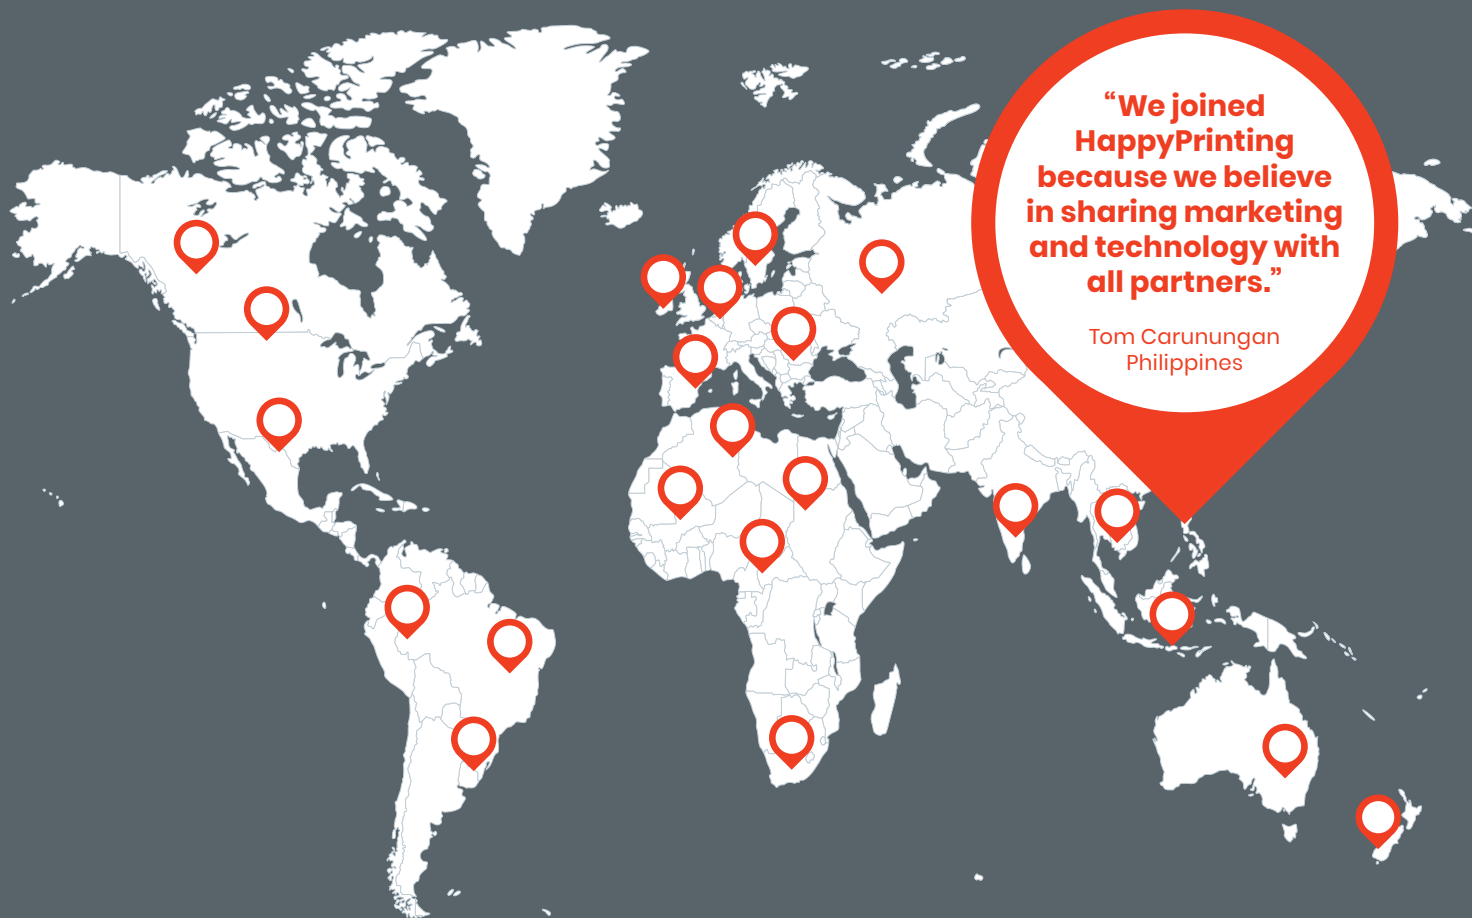 “We joined
HappyPrinting
because we believe
in sharing marketing
and technology with
all partners.”
Tom Carunungan
Philippines